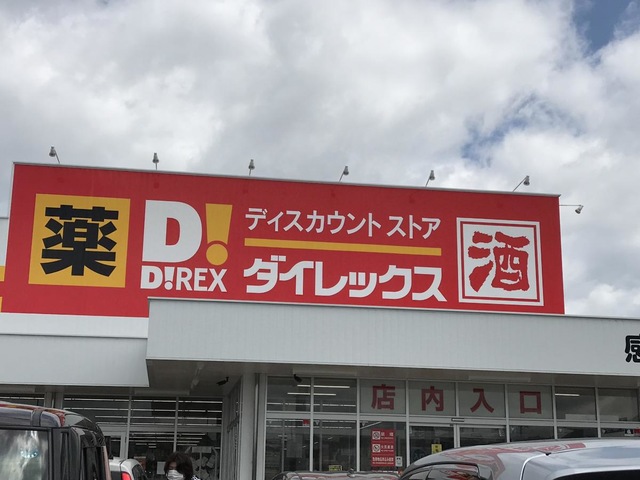 薬
D!
D!REX
ディスカウント ストア
ダイレックス
酒
店内入口